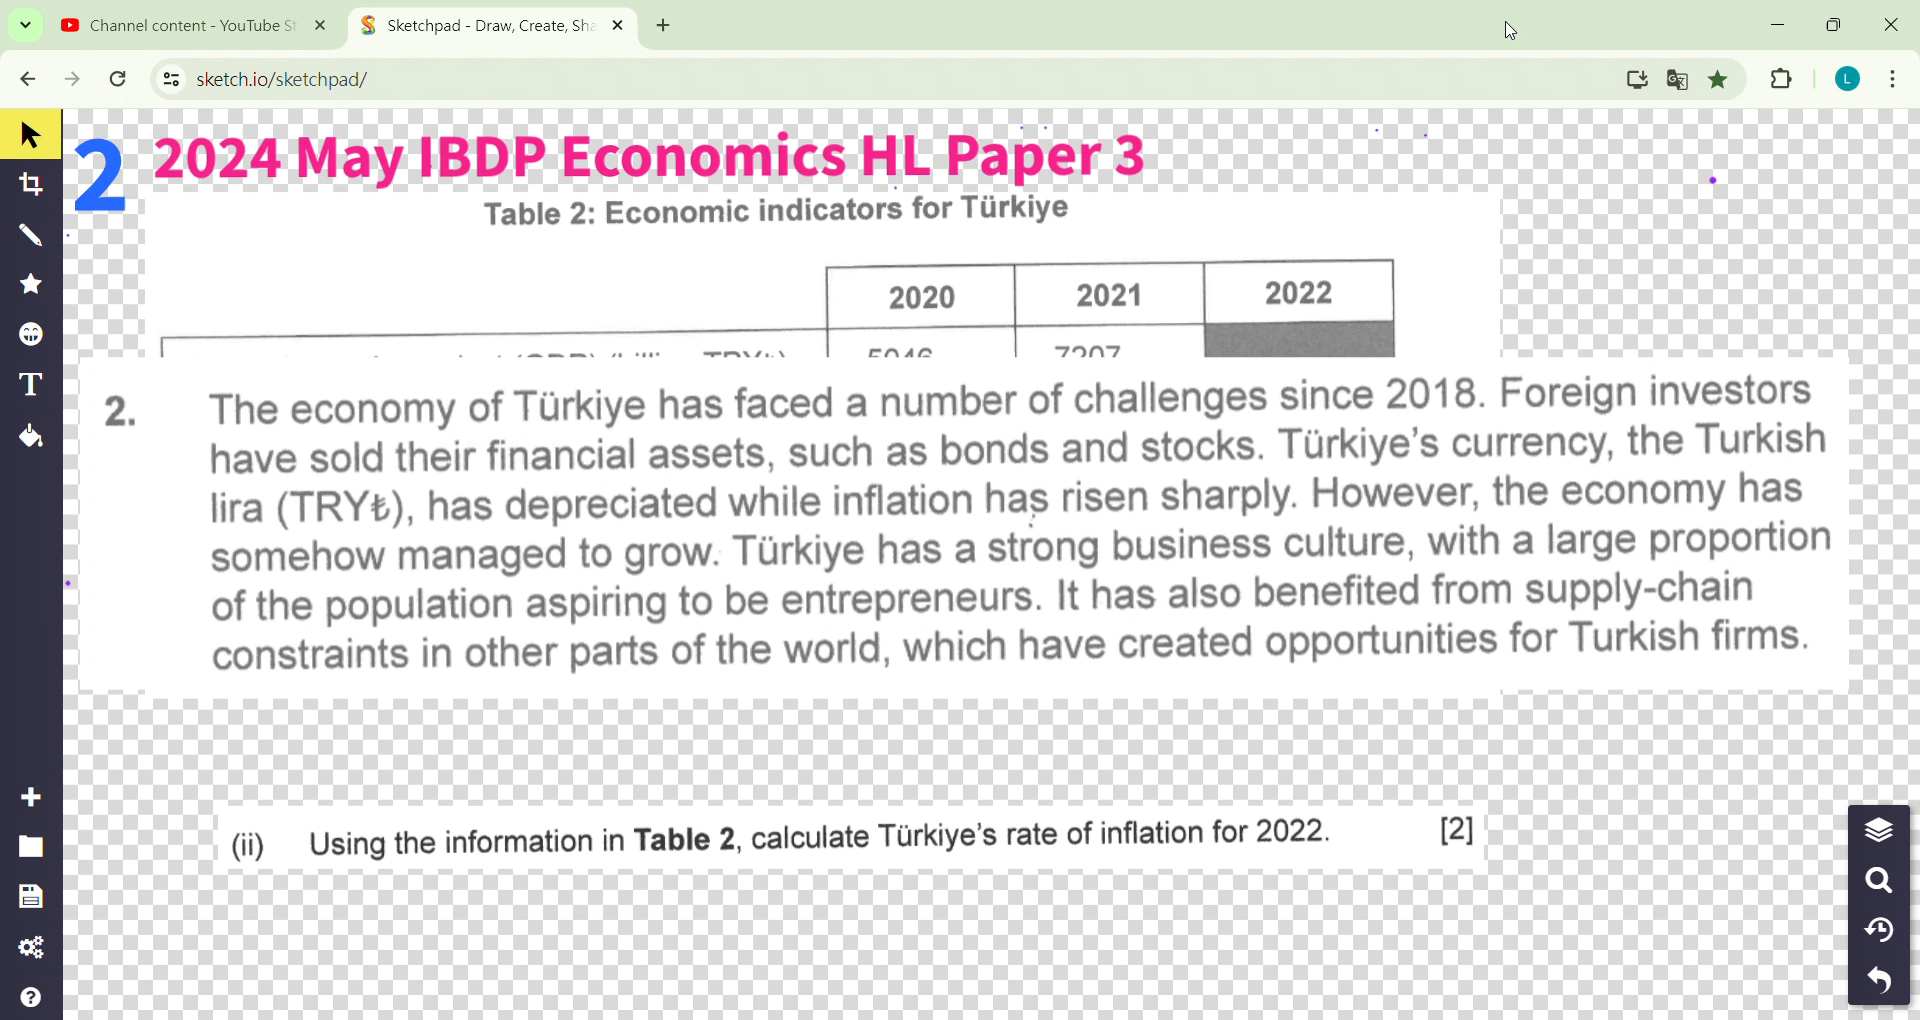 Channel content - YouTube St
Sketchpad - Draw, Create, Sha
sketch.io/sketchpad/
L
2 2024 May IBDP Economics HL Paper 3
Table 2: Economic indicators for Türkiye
2020 2021 2022
5046 7207
2. The economy of Türkiye has faced a number of challenges since 2018. Foreign investors
have sold their financial assets, such as bonds and stocks. Türkiye's currency, the Turkish
lira (TRY₺), has depreciated while inflation has risen sharply. However, the economy has
somehow managed to grow. Türkiye has a strong business culture, with a large proportion
of the population aspiring to be entrepreneurs. It has also benefited from supply-chain
constraints in other parts of the world, which have created opportunities for Turkish firms.
(ii) Using the information in Table 2, calculate Türkiye's rate of inflation for 2022. [2]